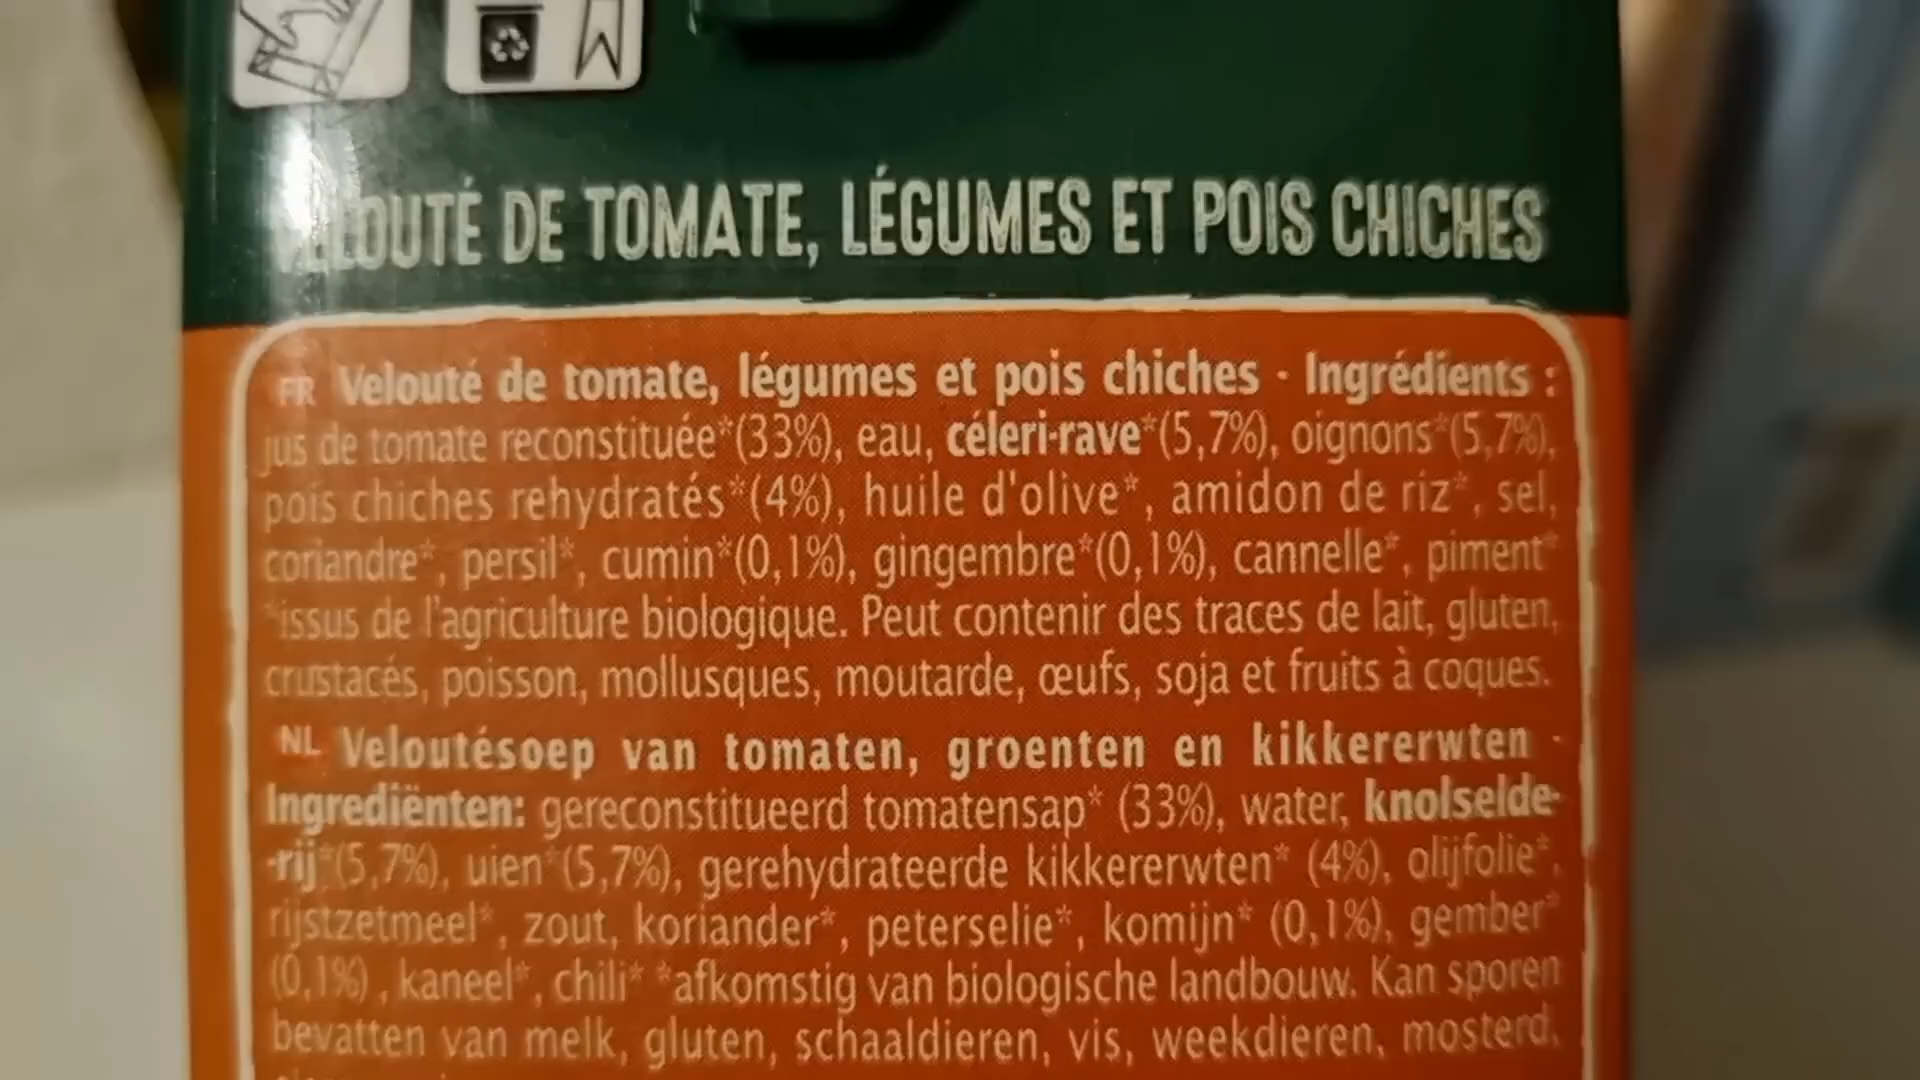 VELOUTÉ DE TOMATE, LÉGUMES ET POIS CHICHES
FR Velouté de tomate, légumes et pois chiches · Ingrédients :
jus de tomate reconstituée*(33%), eau, céleri-rave*(5,7%), oignons*(5,7%),
pois chiches rehydratés*(4%), huile d'olive*, amidon de riz*, sel,
coriandre*, persil*, cumin*(0,1%), gingembre*(0,1%), cannelle*, piment*
*issus de l'agriculture biologique. Peut contenir des traces de lait, gluten,
crustacés, poisson, mollusques, moutarde, œufs, soja et fruits à coques.
NL Veloutésoep van tomaten, groenten en kikkererwten ·
Ingrediënten: gereconstitueerd tomatensap* (33%), water, knolselde-
-rij*(5,7%), uien*(5,7%), gerehydrateerde kikkererwten* (4%), olijfolie*,
rijstzetmeel*, zout, koriander*, peterselie*, komijn* (0,1%), gember*
(0,1%), kaneel*, chili* *afkomstig van biologische landbouw. Kan sporen
bevatten van melk, gluten, schaaldieren, vis, weekdieren, mosterd,